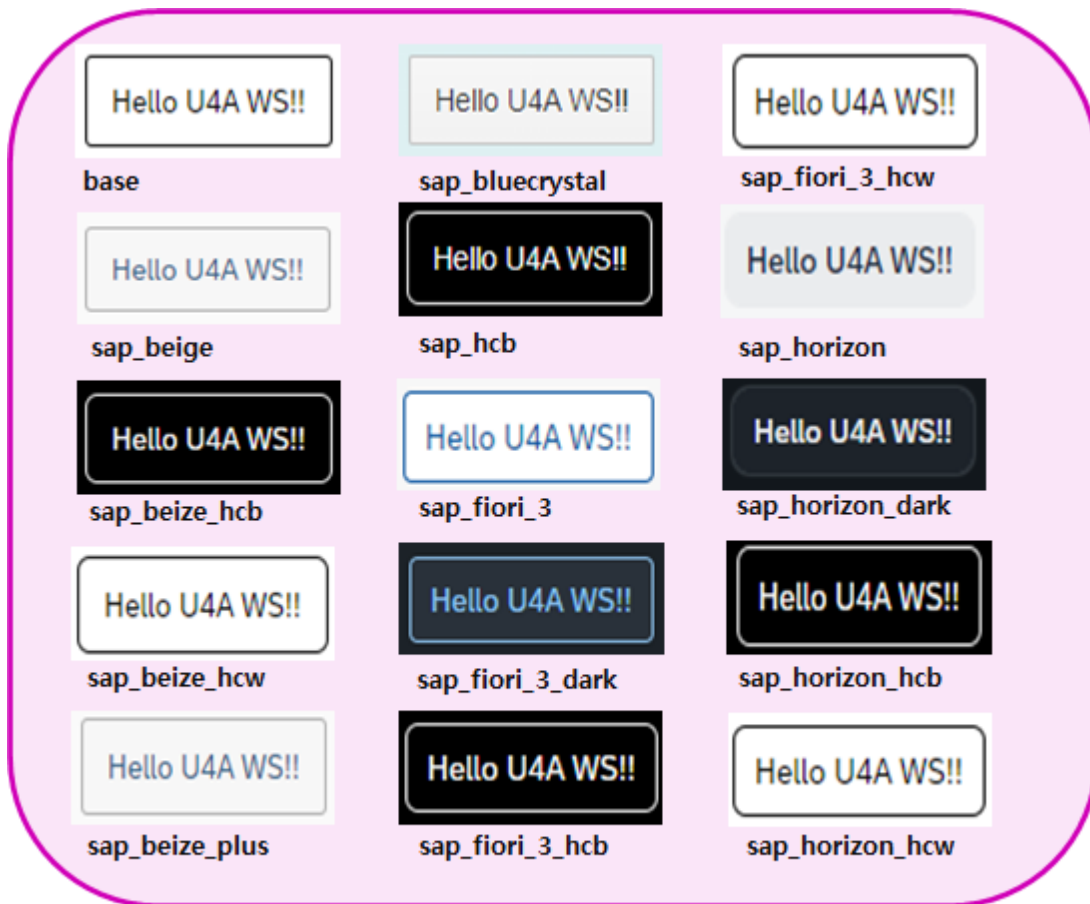 Hello U4A WS!!
base
Hello U4A WS!!
sap_bluecrystal
Hello U4A WS!!
sap_fiori_3_hcw
Hello U4A WS!!
sap_beige
Hello U4A WS!!
sap_hcb
Hello U4A WS!!
sap_horizon
Hello U4A WS!!
sap_beize_hcb
Hello U4A WS!!
sap_fiori_3
Hello U4A WS!!
sap_horizon_dark
Hello U4A WS!!
sap_beize_hcw
Hello U4A WS!!
sap_fiori_3_dark
Hello U4A WS!!
sap_horizon_hcb
Hello U4A WS!!
sap_beize_plus
Hello U4A WS!!
sap_fiori_3_hcb
Hello U4A WS!!
sap_horizon_hcw